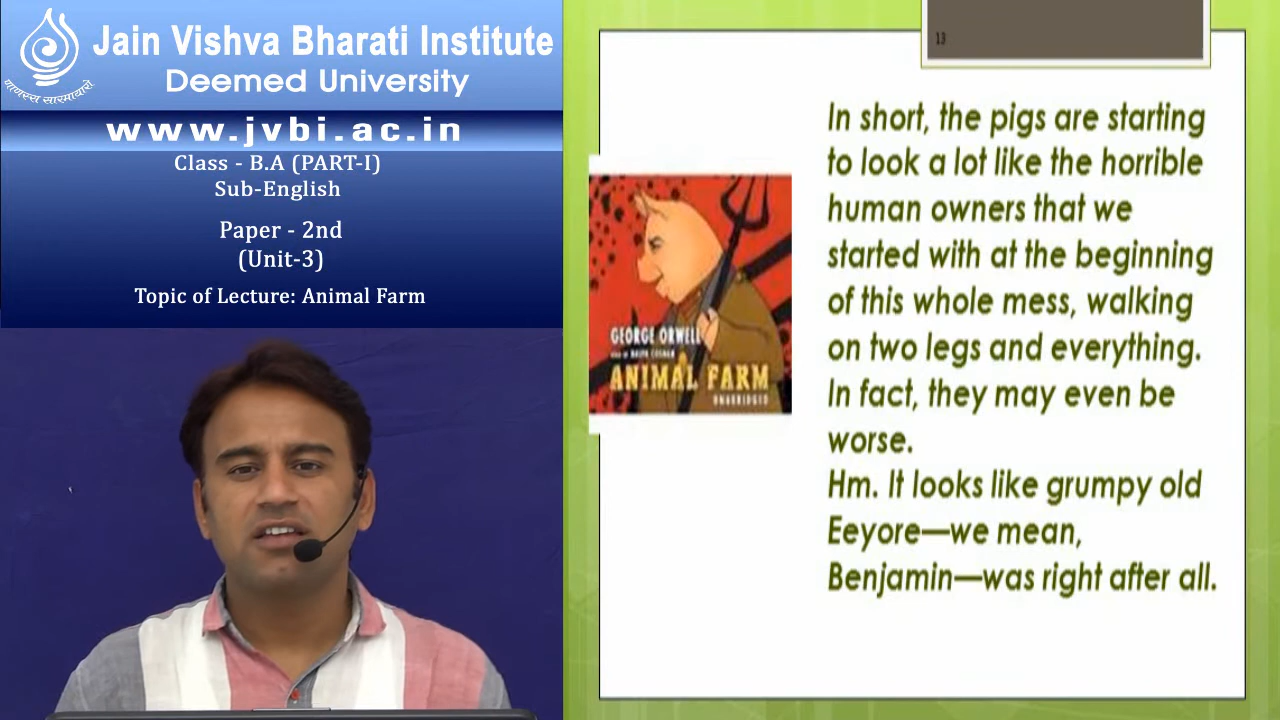 Jain Vishva Bharati Institute
Deemed University
www.jvbi.ac.in
Class - B.A (PART-I)
Sub-English
Paper - 2nd
(Unit-3)
Topic of Lecture: Animal Farm
13
In short, the pigs are starting
to look a lot like the horrible
human owners that we
started with at the beginning
of this whole mess, walking
on two legs and everything.
In fact, they may even be
worse.
Hm. It looks like grumpy old
Eeyore—we mean,
Benjamin—was right after all.
GEORGE ORWELL
ANIMAL FARM
UNABRIDGED